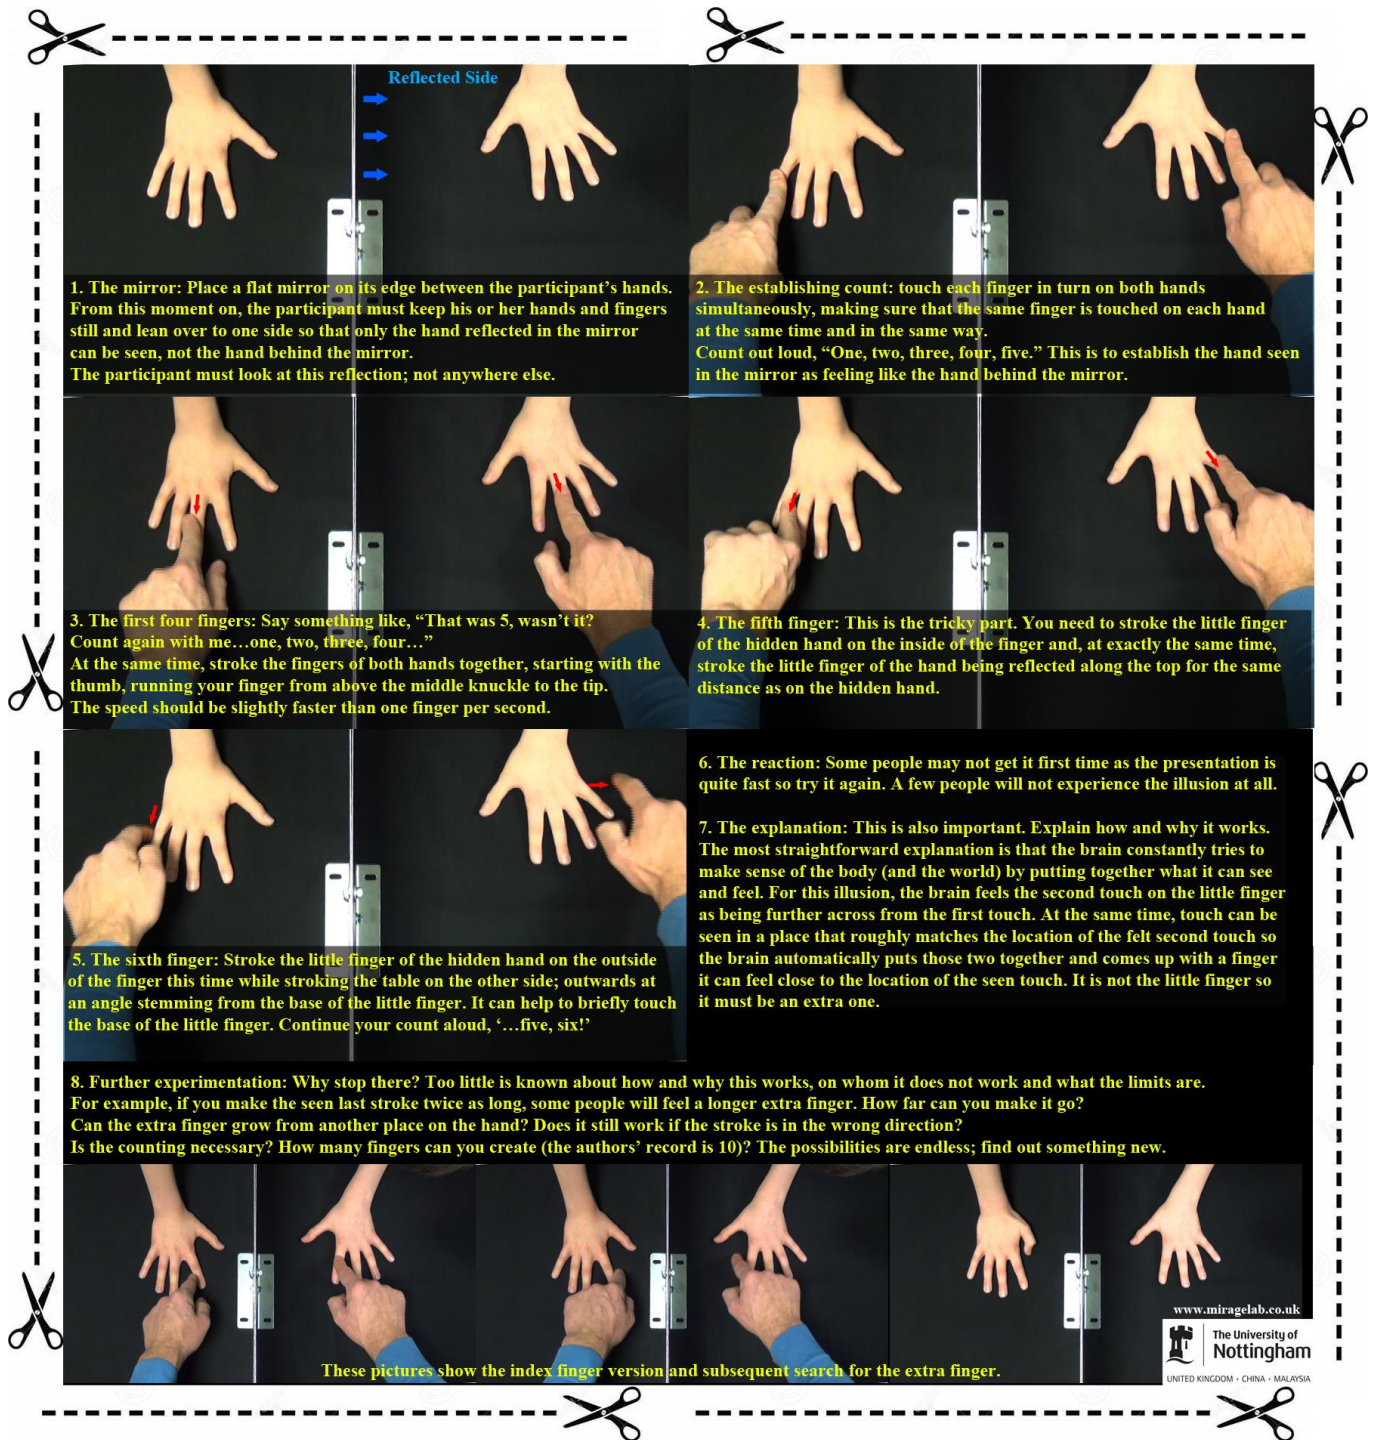 Reflected Side
1. The mirror: Place a flat mirror on its edge between the participant's hands.
From this moment on, the participant must keep his or her hands and fingers
still and lean over to one side so that only the hand reflected in the mirror
can be seen, not the hand behind the mirror.
The participant must look at this reflection; not anywhere else.
2. The establishing count: touch each finger in turn on both hands
simultaneously, making sure that the same finger is touched on each hand
at the same time and in the same way.
Count out loud, “One, two, three, four, five.” This is to establish the hand seen
in the mirror as feeling like the hand behind the mirror.
3. The first four fingers: Say something like, “That was 5, wasn't it?
Count again with me…one, two, three, four…”
At the same time, stroke the fingers of both hands together, starting with the
thumb, running your finger from above the middle knuckle to the tip.
The speed should be slightly faster than one finger per second.
4. The fifth finger: This is the tricky part. You need to stroke the little finger
of the hidden hand on the inside of the finger and, at exactly the same time,
stroke the little finger of the hand being reflected along the top for the same
distance as on the hidden hand.
5. The sixth finger: Stroke the little finger of the hidden hand on the outside
of the finger this time while stroking the table on the other side; outwards at
an angle stemming from the base of the little finger. It can help to briefly touch
the base of the little finger. Continue your count aloud, ‘…five, six!’
6. The reaction: Some people may not get it first time as the presentation is
quite fast so try it again. A few people will not experience the illusion at all.
7. The explanation: This is also important. Explain how and why it works.
The most straightforward explanation is that the brain constantly tries to
make sense of the body (and the world) by putting together what it can see
and feel. For this illusion, the brain feels the second touch on the little finger
as being further across from the first touch. At the same time, touch can be
seen in a place that roughly matches the location of the felt second touch so
the brain automatically puts those two together and comes up with a finger
it can feel close to the location of the seen touch. It is not the little finger so
it must be an extra one.
8. Further experimentation: Why stop there? Too little is known about how and why this works, on whom it does not work and what the limits are.
For example, if you make the seen last stroke twice as long, some people will feel a longer extra finger. How far can you make it go?
Can the extra finger grow from another place on the hand? Does it still work if the stroke is in the wrong direction?
Is the counting necessary? How many fingers can you create (the authors' record is 10)? The possibilities are endless; find out something new.
www.miragelab.co.uk
The University of
Nottingham
UNITED KINGDOM · CHINA · MALAYSIA
These pictures show the index finger version and subsequent search for the extra finger.